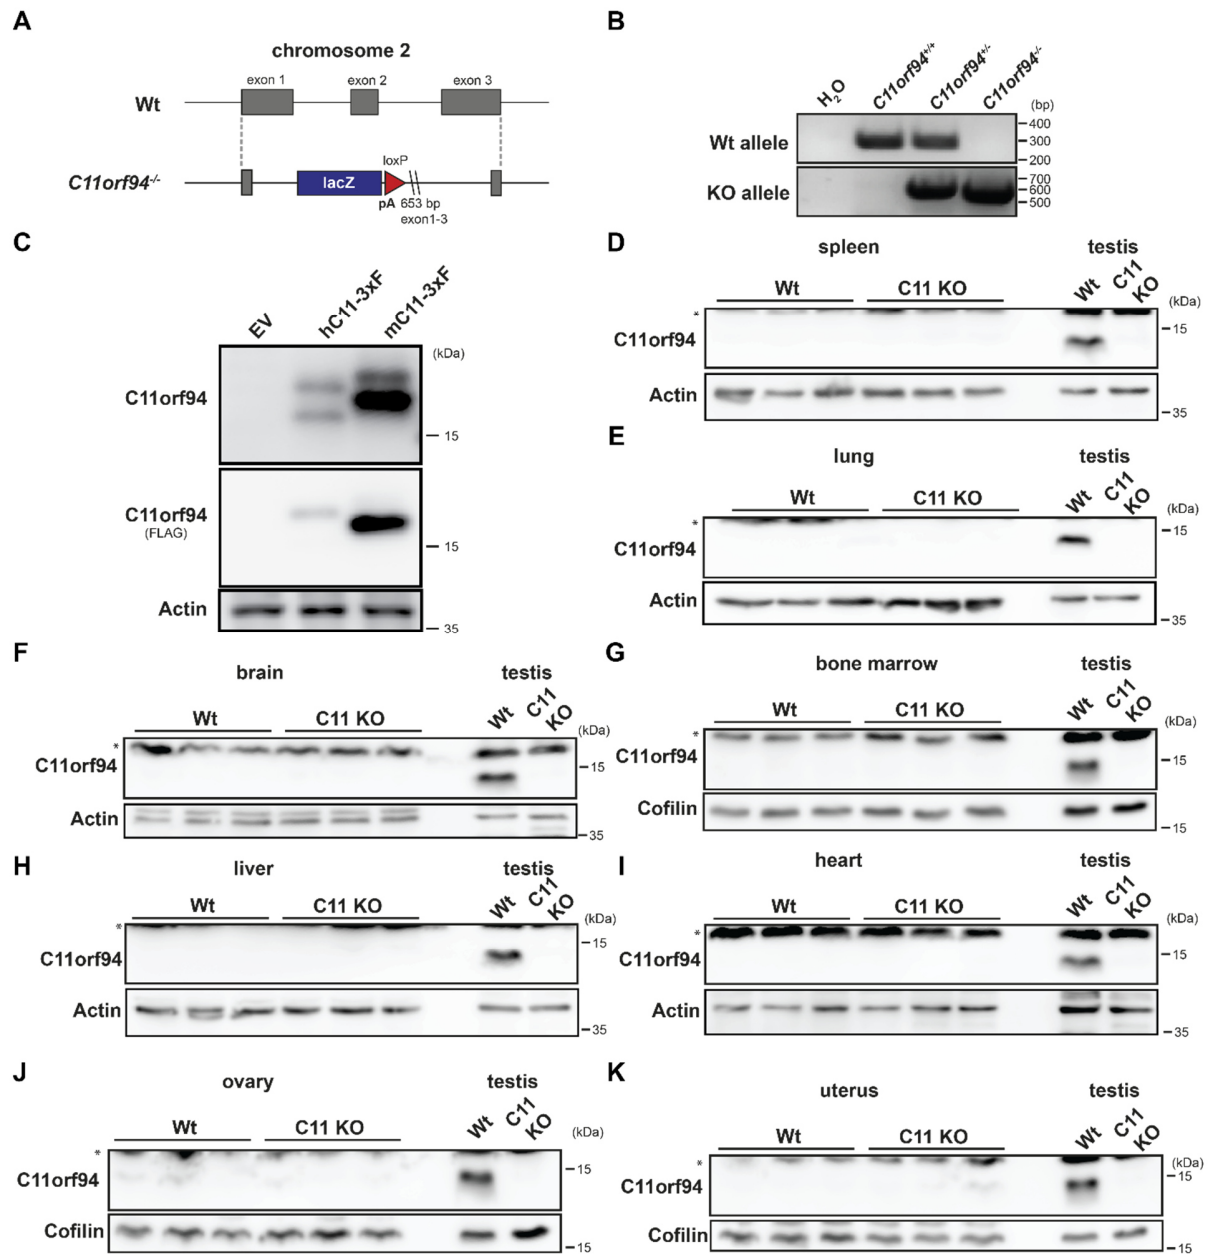 A
chromosome 2
exon 1 exon 2 exon 3
Wt
loxP
C11orf94-/-
lacZ
pA 653 bp
exon1-3
B
H2O C11orf94+/+ C11orf94+/- C11orf94-/-
(bp)
Wt allele
400
300
200
KO allele
700
600
500
C
EV hC11-3xF mC11-3xF
(kDa)
C11orf94
15
C11orf94
(FLAG)
15
Actin
35
D
spleen testis
Wt C11 KO Wt C11 KO
(kDa)
*
15
C11orf94
Actin
35
E
lung testis
Wt C11 KO Wt C11 KO
(kDa)
*
15
C11orf94
Actin
35
F
brain testis
Wt C11 KO Wt C11 KO
(kDa)
*
C11orf94
15
Actin
35
G
bone marrow testis
Wt C11 KO Wt C11 KO
(kDa)
*
C11orf94
15
Cofilin
15
H
liver testis
Wt C11 KO Wt C11 KO
(kDa)
*
15
C11orf94
Actin
35
I
heart testis
Wt C11 KO Wt C11 KO
(kDa)
*
15
C11orf94
Actin
35
J
ovary testis
Wt C11 KO Wt C11 KO
(kDa)
*
15
C11orf94
Cofilin
15
K
uterus testis
Wt C11 KO Wt C11 KO
(kDa)
*
15
C11orf94
Cofilin
15